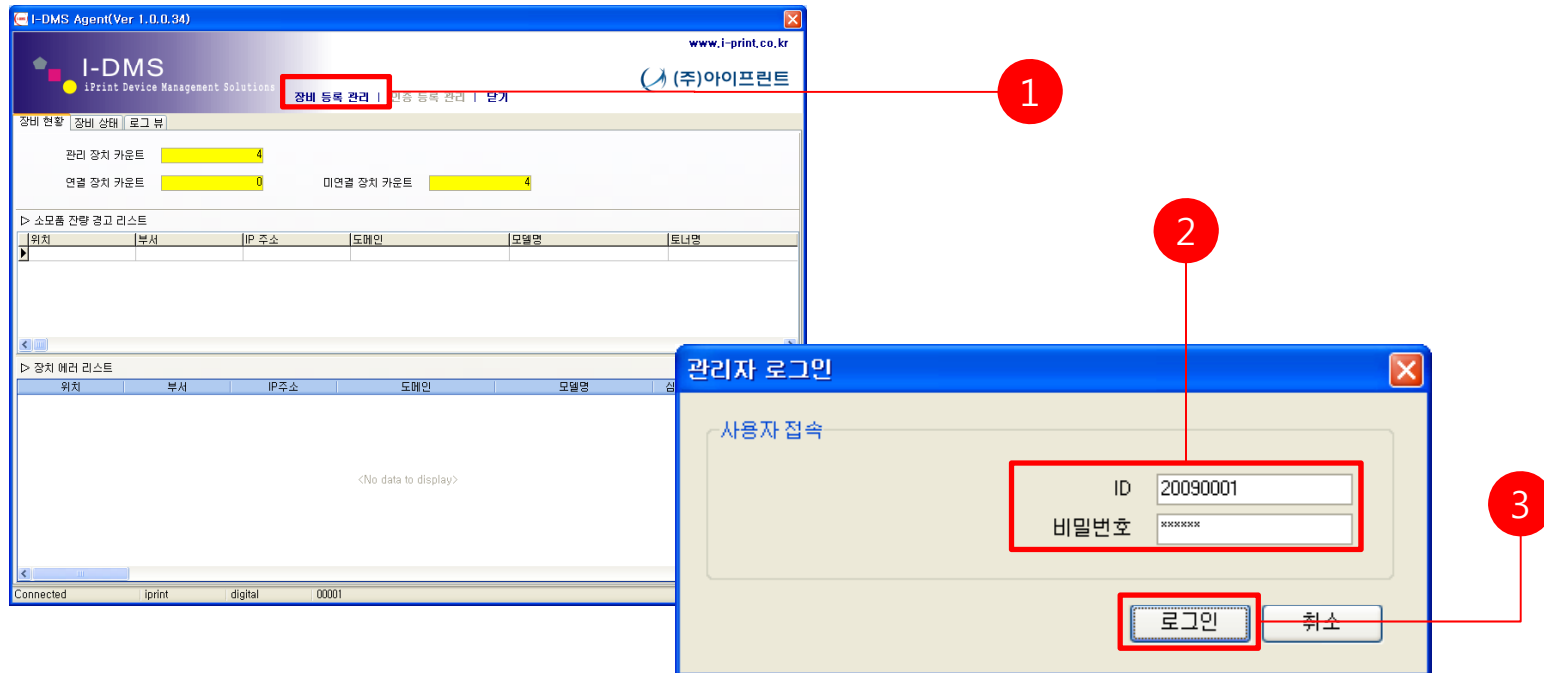 I-DMS Agent(Ver 1.0.0.34)
www.i-print.co.kr
I-DMS
iPrint Device Management Solutions
(주)아이프린트
장비 등록 관리 | 인증 등록 관리 | 닫기
1
장비 현황 장비 상태 로그 뷰
관리 장치 카운트 4
연결 장치 카운트 0 미연결 장치 카운트 4
2
▷ 소모품 잔량 경고 리스트
위치 부서 IP 주소 도메인 모델명 토너명
▷ 장치 에러 리스트
위치 부서 IP주소 도메인 모델명
<No data to display>
Connected iprint digital 00001
관리자 로그인
사용자 접속
ID 20090001
비밀번호 ******
3
로그인 취소